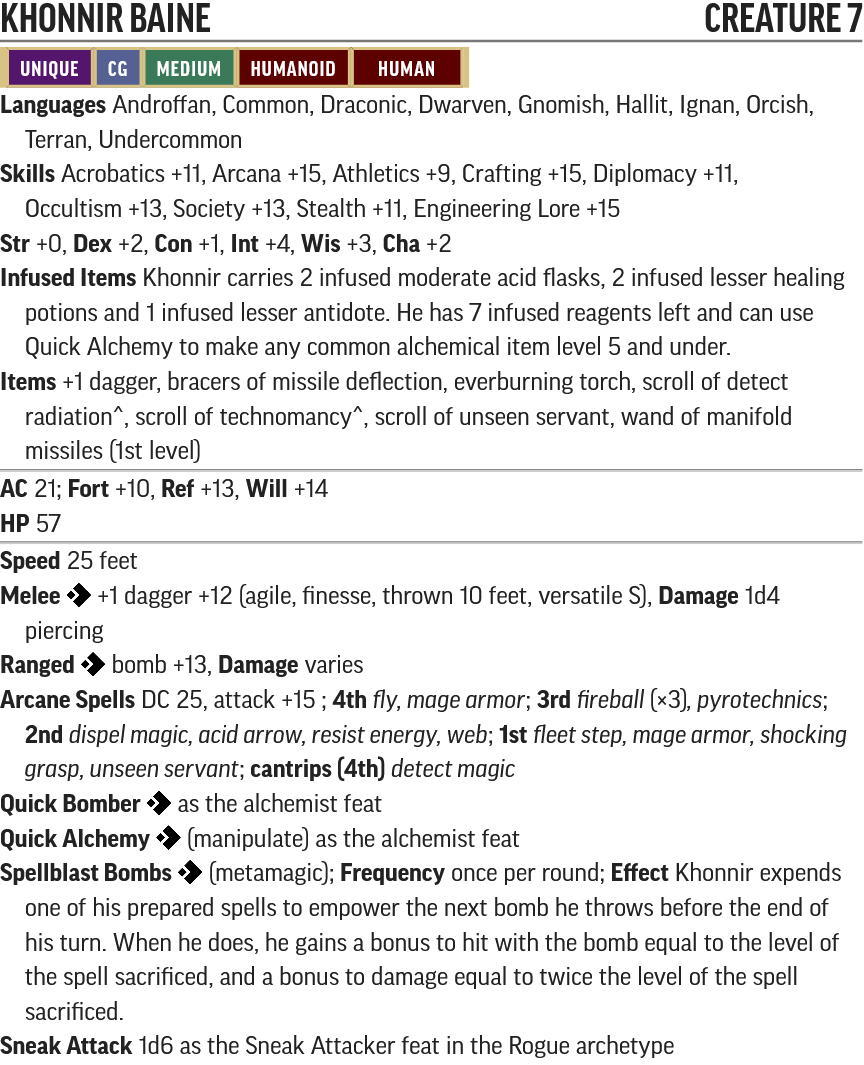 KHONNIR BAINE CREATURE 7
UNIQUE CG MEDIUM HUMANOID HUMAN
Languages Androffan, Common, Draconic, Dwarven, Gnomish, Hallit, Ignan, Orcish,
Terran, Undercommon
Skills Acrobatics +11, Arcana +15, Athletics +9, Crafting +15, Diplomacy +11,
Occultism +13, Society +13, Stealth +11, Engineering Lore +15
Str +0, Dex +2, Con +1, Int +4, Wis +3, Cha +2
Infused Items Khonnir carries 2 infused moderate acid flasks, 2 infused lesser healing
potions and 1 infused lesser antidote. He has 7 infused reagents left and can use
Quick Alchemy to make any common alchemical item level 5 and under.
Items +1 dagger, bracers of missile deflection, everburning torch, scroll of detect
radiation^, scroll of technomancy^, scroll of unseen servant, wand of manifold
missiles (1st level)
AC 21; Fort +10, Ref +13, Will +14
HP 57
Speed 25 feet
Melee +1 dagger +12 (agile, finesse, thrown 10 feet, versatile S), Damage 1d4
piercing
Ranged bomb +13, Damage varies
Arcane Spells DC 25, attack +15 ; 4th fly, mage armor; 3rd fireball (×3), pyrotechnics;
2nd dispel magic, acid arrow, resist energy, web; 1st fleet step, mage armor, shocking
grasp, unseen servant; cantrips (4th) detect magic
Quick Bomber as the alchemist feat
Quick Alchemy (manipulate) as the alchemist feat
Spellblast Bombs (metamagic); Frequency once per round; Effect Khonnir expends
one of his prepared spells to empower the next bomb he throws before the end of
his turn. When he does, he gains a bonus to hit with the bomb equal to the level of
the spell sacrificed, and a bonus to damage equal to twice the level of the spell
sacrificed.
Sneak Attack 1d6 as the Sneak Attacker feat in the Rogue archetype